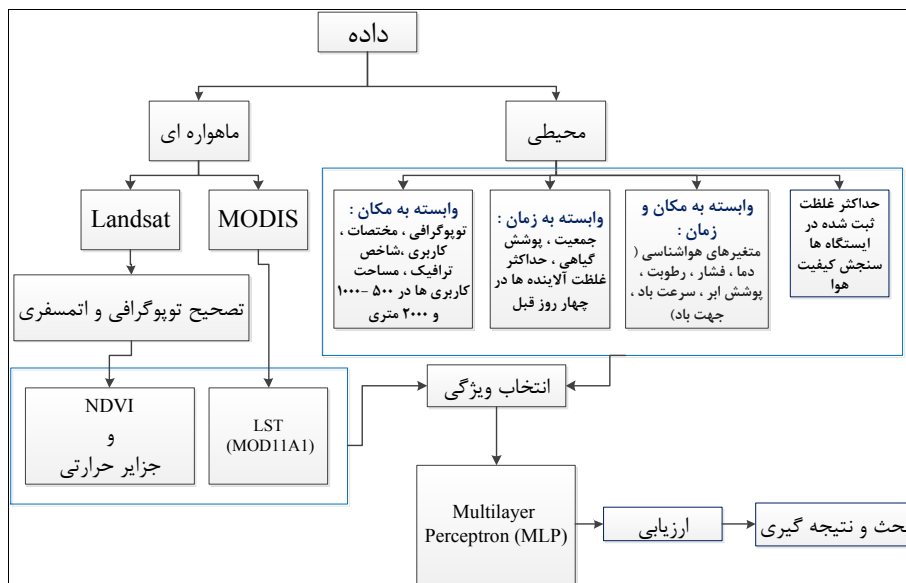 داده
ماهواره ای
محیطی
Landsat
MODIS
تصحیح توپوگرافی و اتمسفری
NDVI
و
جزایر حرارتی
LST
(MOD11A1)
وابسته به مکان :
توپوگرافی ، مختصات ،
کاربری ،شاخص
ترافیک ، مساحت
کاربری ها در ۵۰۰ –۱۰۰۰
و ۲۰۰۰ متری
وابسته به زمان :
جمعیت ، پوشش
گیاهی ، حداکثر
غلظت آلاینده ها در
چهار روز قبل
وابسته به مکان و
زمان :
متغیرهای هواشناسی (
دما ، فشار ، رطوبت ،
پوشش ابر ، سرعت باد ،
جهت باد)
حداکثر غلظت
ثبت شده در
ایستگاه ها
سنجش کیفیت
هوا
انتخاب ویژگی
Multilayer
Perceptron (MLP)
ارزیابی
بحث و نتیجه گیری